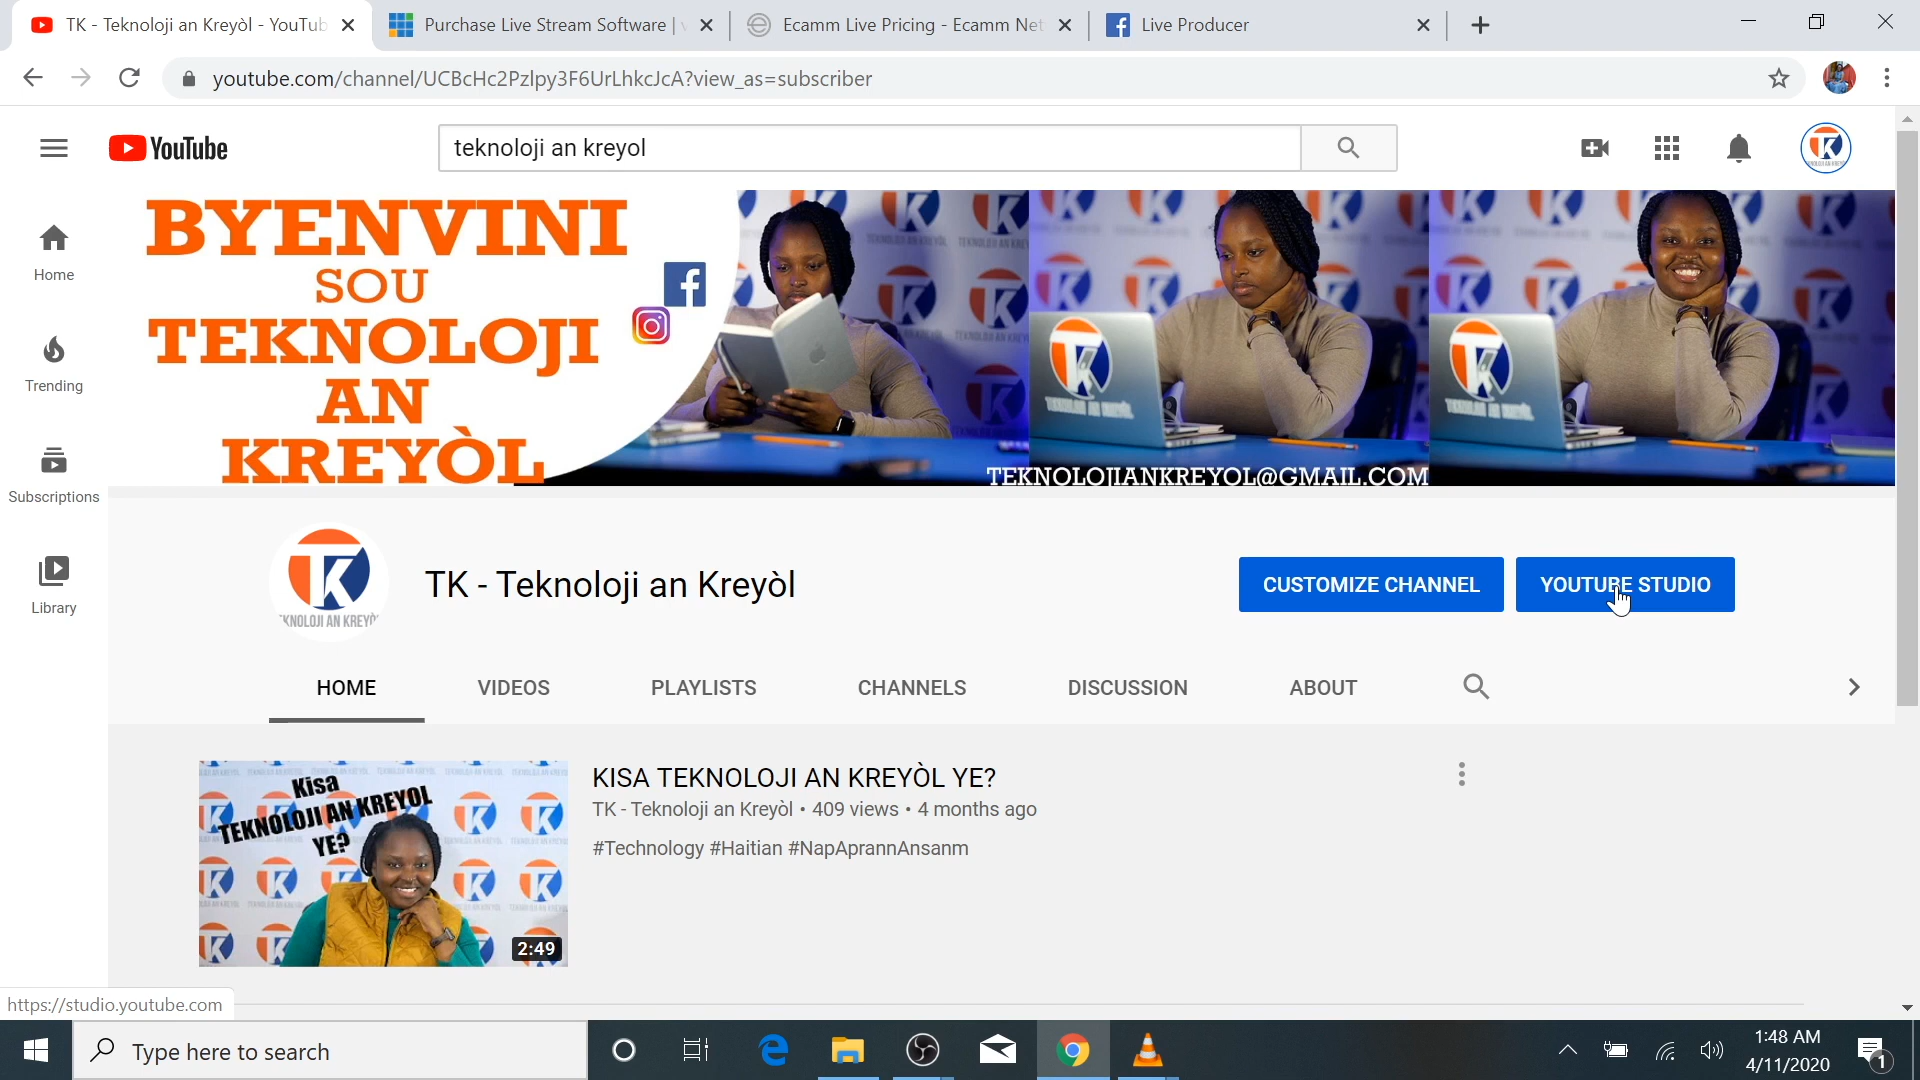 TK - Teknoloji an Kreyòl - YouTub
Purchase Live Stream Software |
Ecamm Live Pricing - Ecamm Net
Live Producer
youtube.com/channel/UCBcHc2PzIpy3F6UrLhkcJcA?view_as=subscriber
YouTube
teknoloji an kreyol
Home
Trending
Subscriptions
Library
BYENVINI
SOU
TEKNOLOJI
AN
KREYÒL
TEKNOLOJIANKREYOL@GMAIL.COM
TK - Teknoloji an Kreyòl
CUSTOMIZE CHANNEL
YOUTUBE STUDIO
HOME
VIDEOS
PLAYLISTS
CHANNELS
DISCUSSION
ABOUT
Kisa
TEKNOLOJI AN KREYOL
YE?
2:49
KISA TEKNOLOJI AN KREYÒL YE?
TK - Teknoloji an Kreyòl • 409 views • 4 months ago
#Technology #Haitian #NapAprannAnsanm
https://studio.youtube.com
Type here to search
1:48 AM
4/11/2020
1